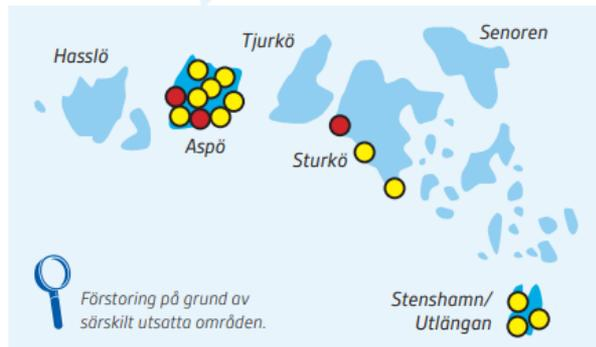 Senoren
Tjurkö
Hasslö
Aspö
Sturkö
Stenshamn/
Utlängan
Förstoring på grund av
särskilt utsatta områden.